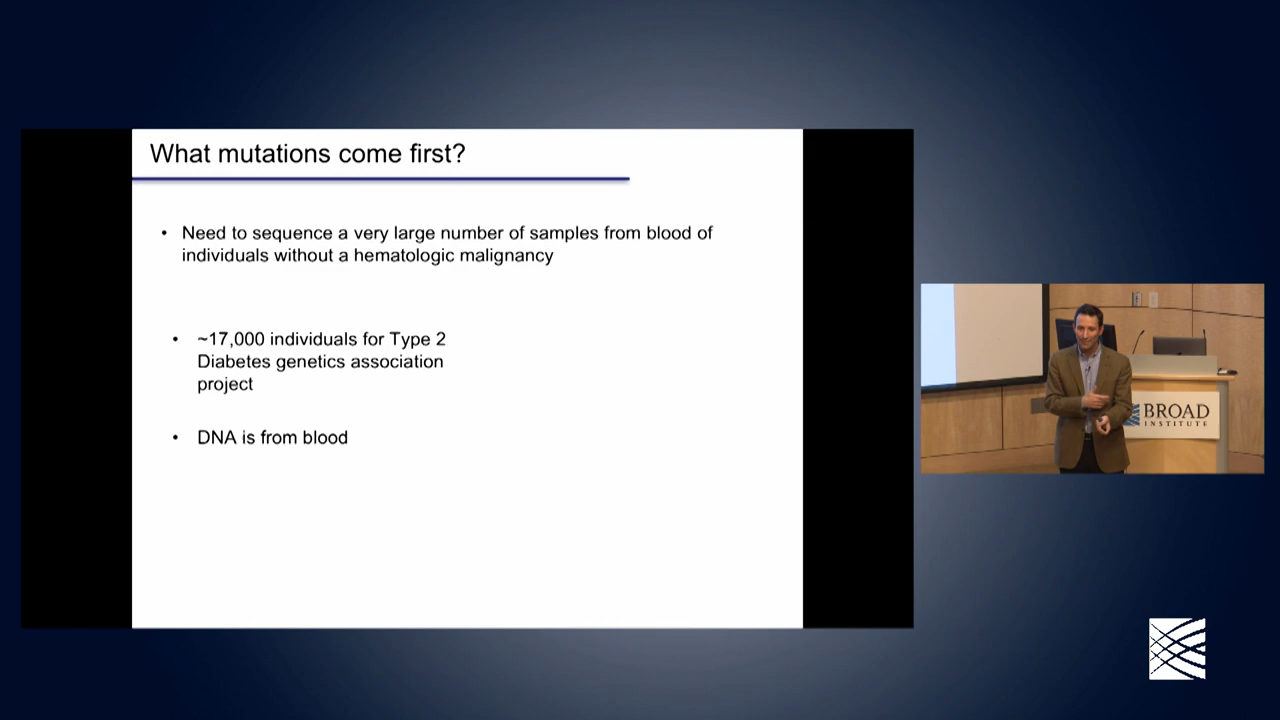 What mutations come first?
• Need to sequence a very large number of samples from blood of
individuals without a hematologic malignancy
• ~17,000 individuals for Type 2
Diabetes genetics association
project
• DNA is from blood
BROAD
INSTITUTE